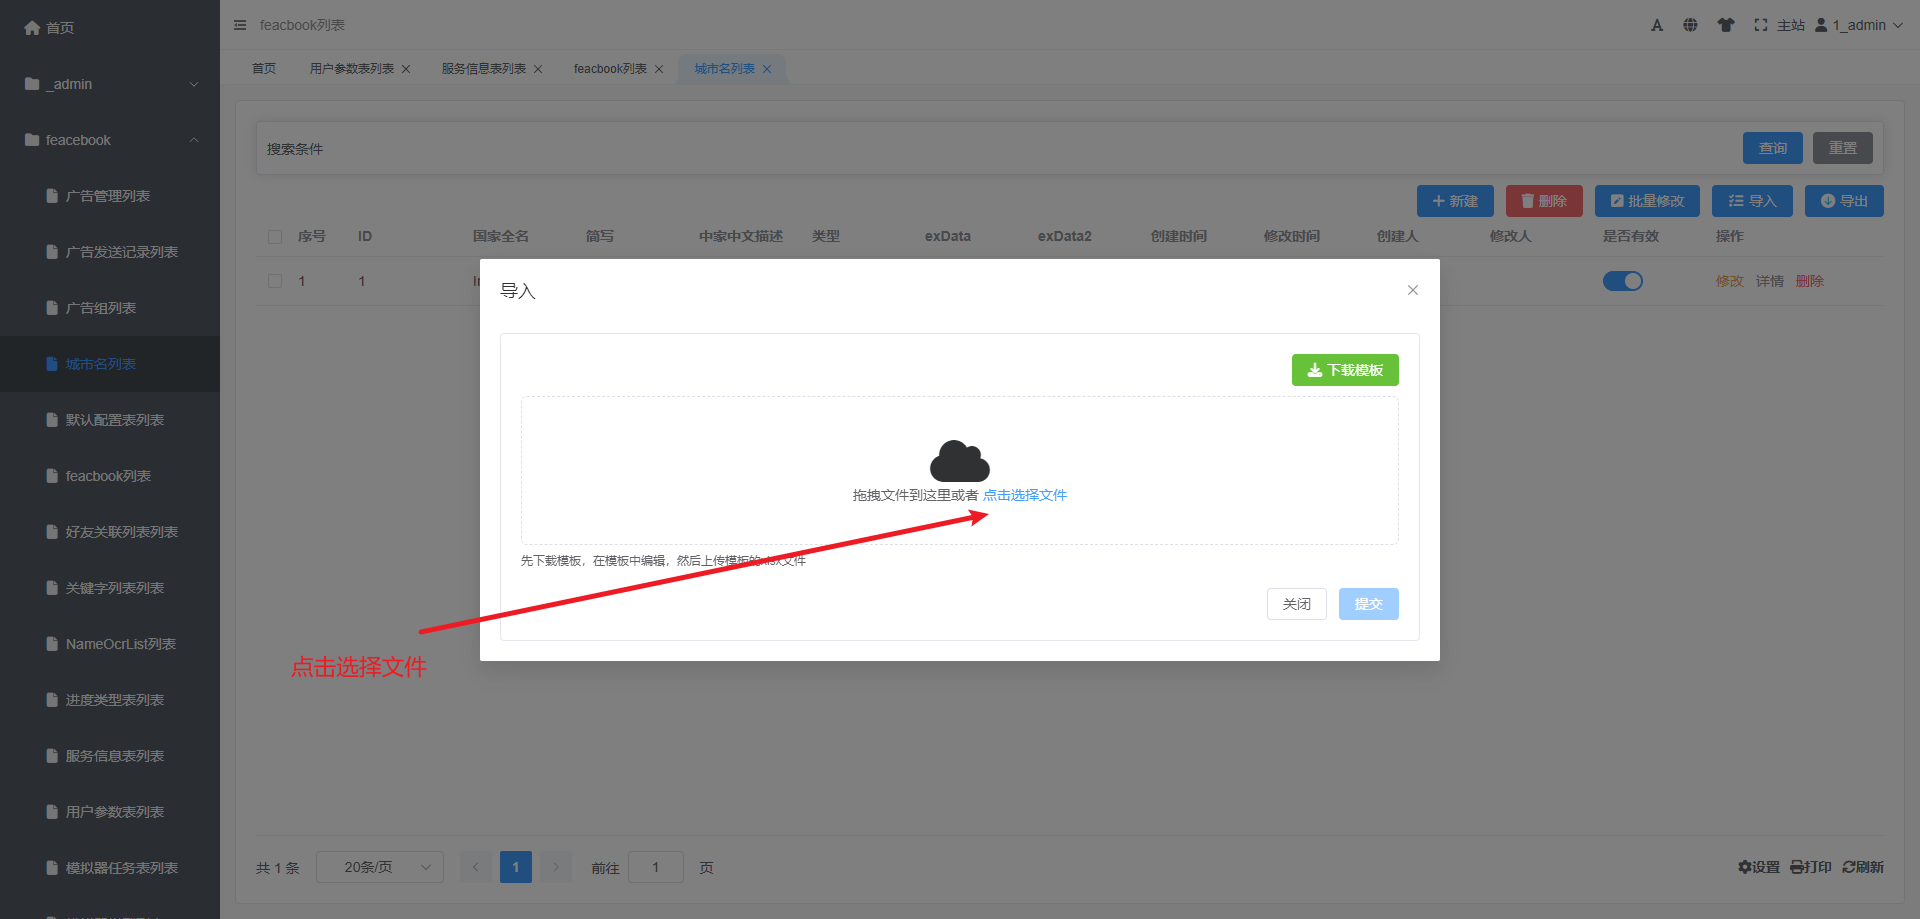 首页
_admin
feacebook
广告管理列表
广告发送记录列表
广告组列表
城市名列表
默认配置表列表
feacbook列表
好友关联列表列表
关键字列表列表
NameOcrList列表
进度类型表列表
服务信息表列表
用户参数表列表
模拟器任务表列表
feacbook列表
主站 1_admin
首页 用户参数表列表 服务信息表列表 feacbook列表 城市名列表
搜索条件 查询 重置
新建 删除 批量修改 导入 导出
序号 ID 国家全名 简写 中家中文描述 类型 exData exData2 创建时间 修改时间 创建人 修改人 是否有效 操作
1 1 修改 详情 删除
导入
下载模板
拖拽文件到这里或者 点击选择文件
先下载模板，在模板中编辑，然后上传模板的xlsx文件
关闭 提交
点击选择文件
共 1 条 20条/页 1 前往 1 页 设置 打印 刷新